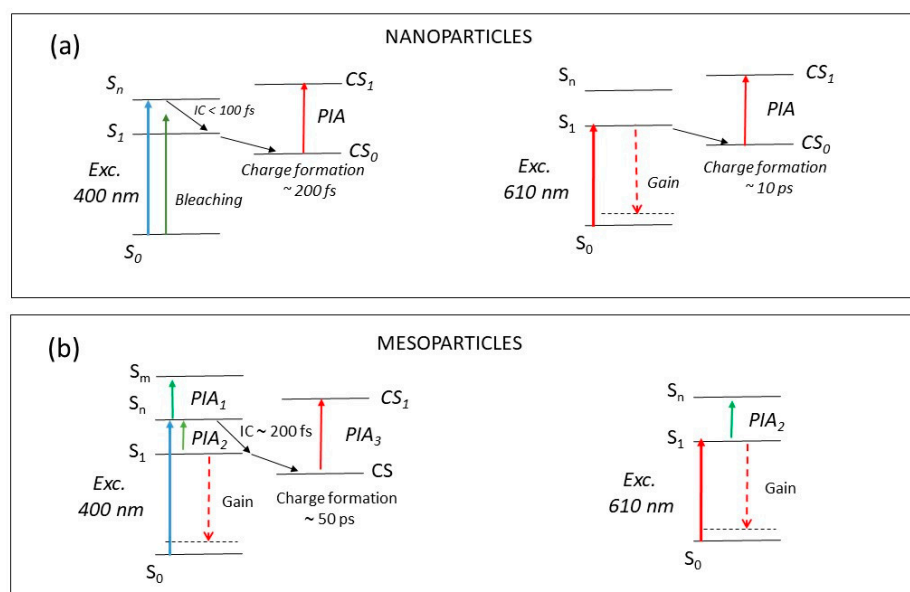 (a)
NANOPARTICLES
Sn
IC < 100 fs
S1
Exc.
400 nm
Bleaching
S0
CS1
PIA
CS0
Charge formation
~ 200 fs
Sn
S1
Exc.
610 nm
Gain
S0
CS1
PIA
CS0
Charge formation
~ 10 ps
(b)
MESOPARTICLES
Sm
PIA1
Sn
IC ~ 200 fs
PIA2
S1
Exc.
400 nm
Gain
S0
CS1
PIA3
CS
Charge formation
~ 50 ps
Sn
PIA2
S1
Exc.
610 nm
Gain
S0